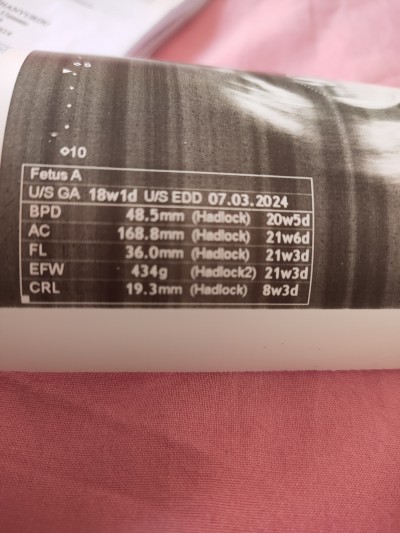 10
Fetus A
U/S GA 18w1d U/S EDD 07.03.2024
BPD 48.5mm (Hadlock) 20w5d
AC 168.8mm (Hadlock) 21w6d
FL 36.0mm (Hadlock) 21w3d
EFW 434g (Hadlock2) 21w3d
CRL 19.3mm (Hadlock) 8w3d